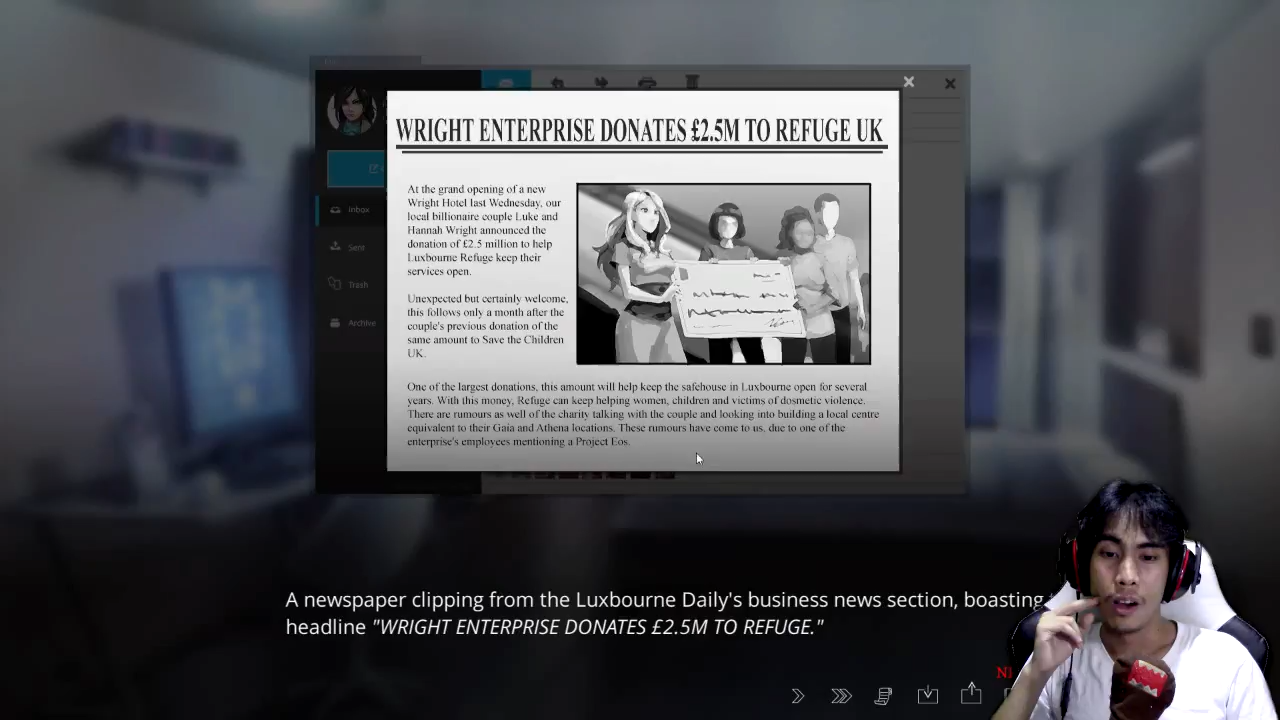 WRIGHT ENTERPRISE DONATES £2.5M TO REFUGE UK
At the grand opening of a new
Wright Hotel last Wednesday, our
local billionaire couple Luke and
Hannah Wright announced the
donation of £2.5 million to help
Luxbourne Refuge keep their
services open.
Unexpected but certainly welcome,
this follows only a month after the
couple's previous donation of the
same amount to Save the Children
UK.
One of the largest donations, this amount will help keep the safehouse in Luxbourne open for several
years. With this money, Refuge can keep helping women, children and victims of dosmetic violence.
There are rumours as well of the charity talking with the couple and looking into building a local centre
equivalent to their Gaia and Athena locations. These rumours have come to us, due to one of the
enterprise's employees mentioning a Project Eos.
Inbox
Sent
Trash
Archive
A newspaper clipping from the Luxbourne Daily's business news section, boasting
headline "WRIGHT ENTERPRISE DONATES £2.5M TO REFUGE."